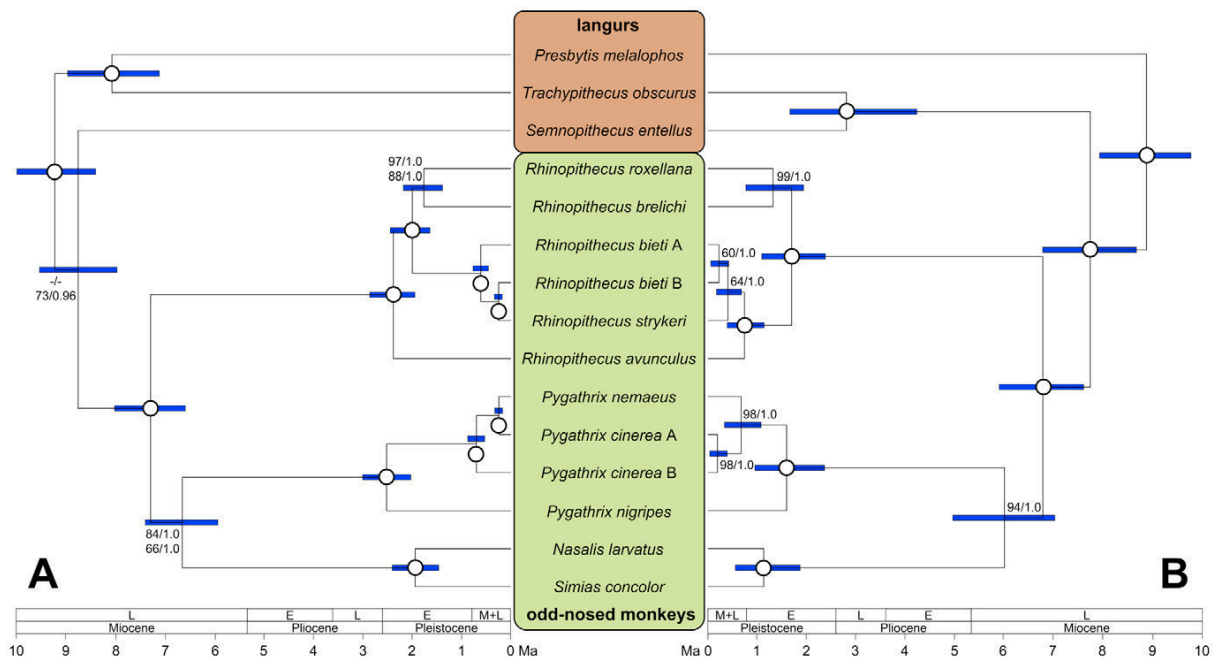 langurs
Presbytis melalophos
Trachypithecus obscurus
Semnopithecus entellus
Rhinopithecus roxellana
Rhinopithecus brelichi
Rhinopithecus bieti A
Rhinopithecus bieti B
Rhinopithecus strykeri
Rhinopithecus avunculus
Pygathrix nemaeus
Pygathrix cinerea A
Pygathrix cinerea B
Pygathrix nigripes
Nasalis larvatus
Simias concolor
odd-nosed monkeys
97/1.0
88/1.0
-/-
73/0.96
84/1.0
66/1.0
A
99/1.0
60/1.0
64/1.0
98/1.0
98/1.0
94/1.0
B
L E L E M+L
Miocene Pliocene Pleistocene
10 9 8 7 6 5 4 3 2 1 0 Ma
M+L E L E L
Pleistocene Pliocene Miocene
Ma 0 1 2 3 4 5 6 7 8 9 10